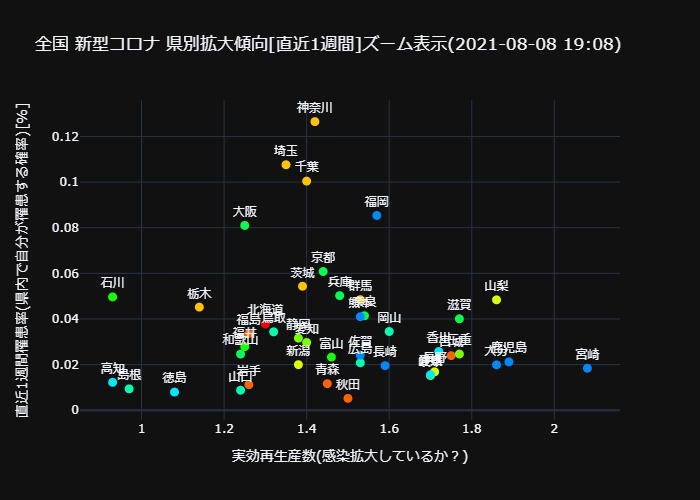 全国 新型コロナ 県別拡大傾向[直近1週間]ズーム表示(2021-08-08 19:08)
直近1週間罹患率(県内で自分が罹患する確率)[%]
0.12
0.1
0.08
0.06
0.04
0.02
0
神奈川
埼玉
千葉
福岡
大阪
京都
茨城
兵庫
群馬
山梨
石川
栃木
熊本
北海道
福島
鳥取
岡山
滋賀
静岡
愛知
福井
和歌山
香川
三重
宮城
富山
佐賀
広島
長崎
新潟
大分
鹿児島
宮崎
高知
島根
徳島
岩手
山口
青森
秋田
長野
1
1.2
1.4
1.6
1.8
2
実効再生産数(感染拡大しているか？)